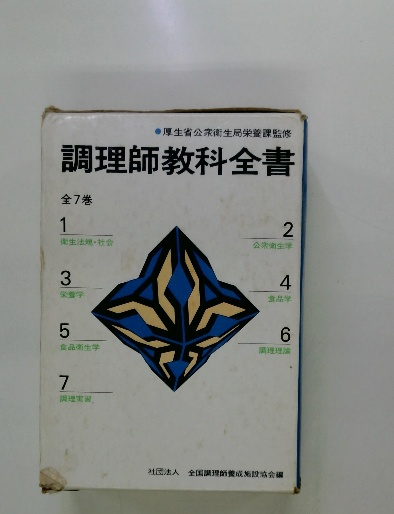 ●厚生省公衆衛生局栄養課監修
調理師教科全書
全7巻
1
衛生法規・社会
2
公衆衛生学
3
栄養学
4
食品学
5
食品衛生学
6
調理理論
7
調理実習
社団法人 全国調理師養成施設協会編